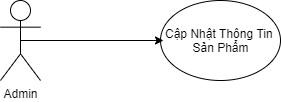 Cập Nhật Thông Tin
Sản Phẩm
Admin